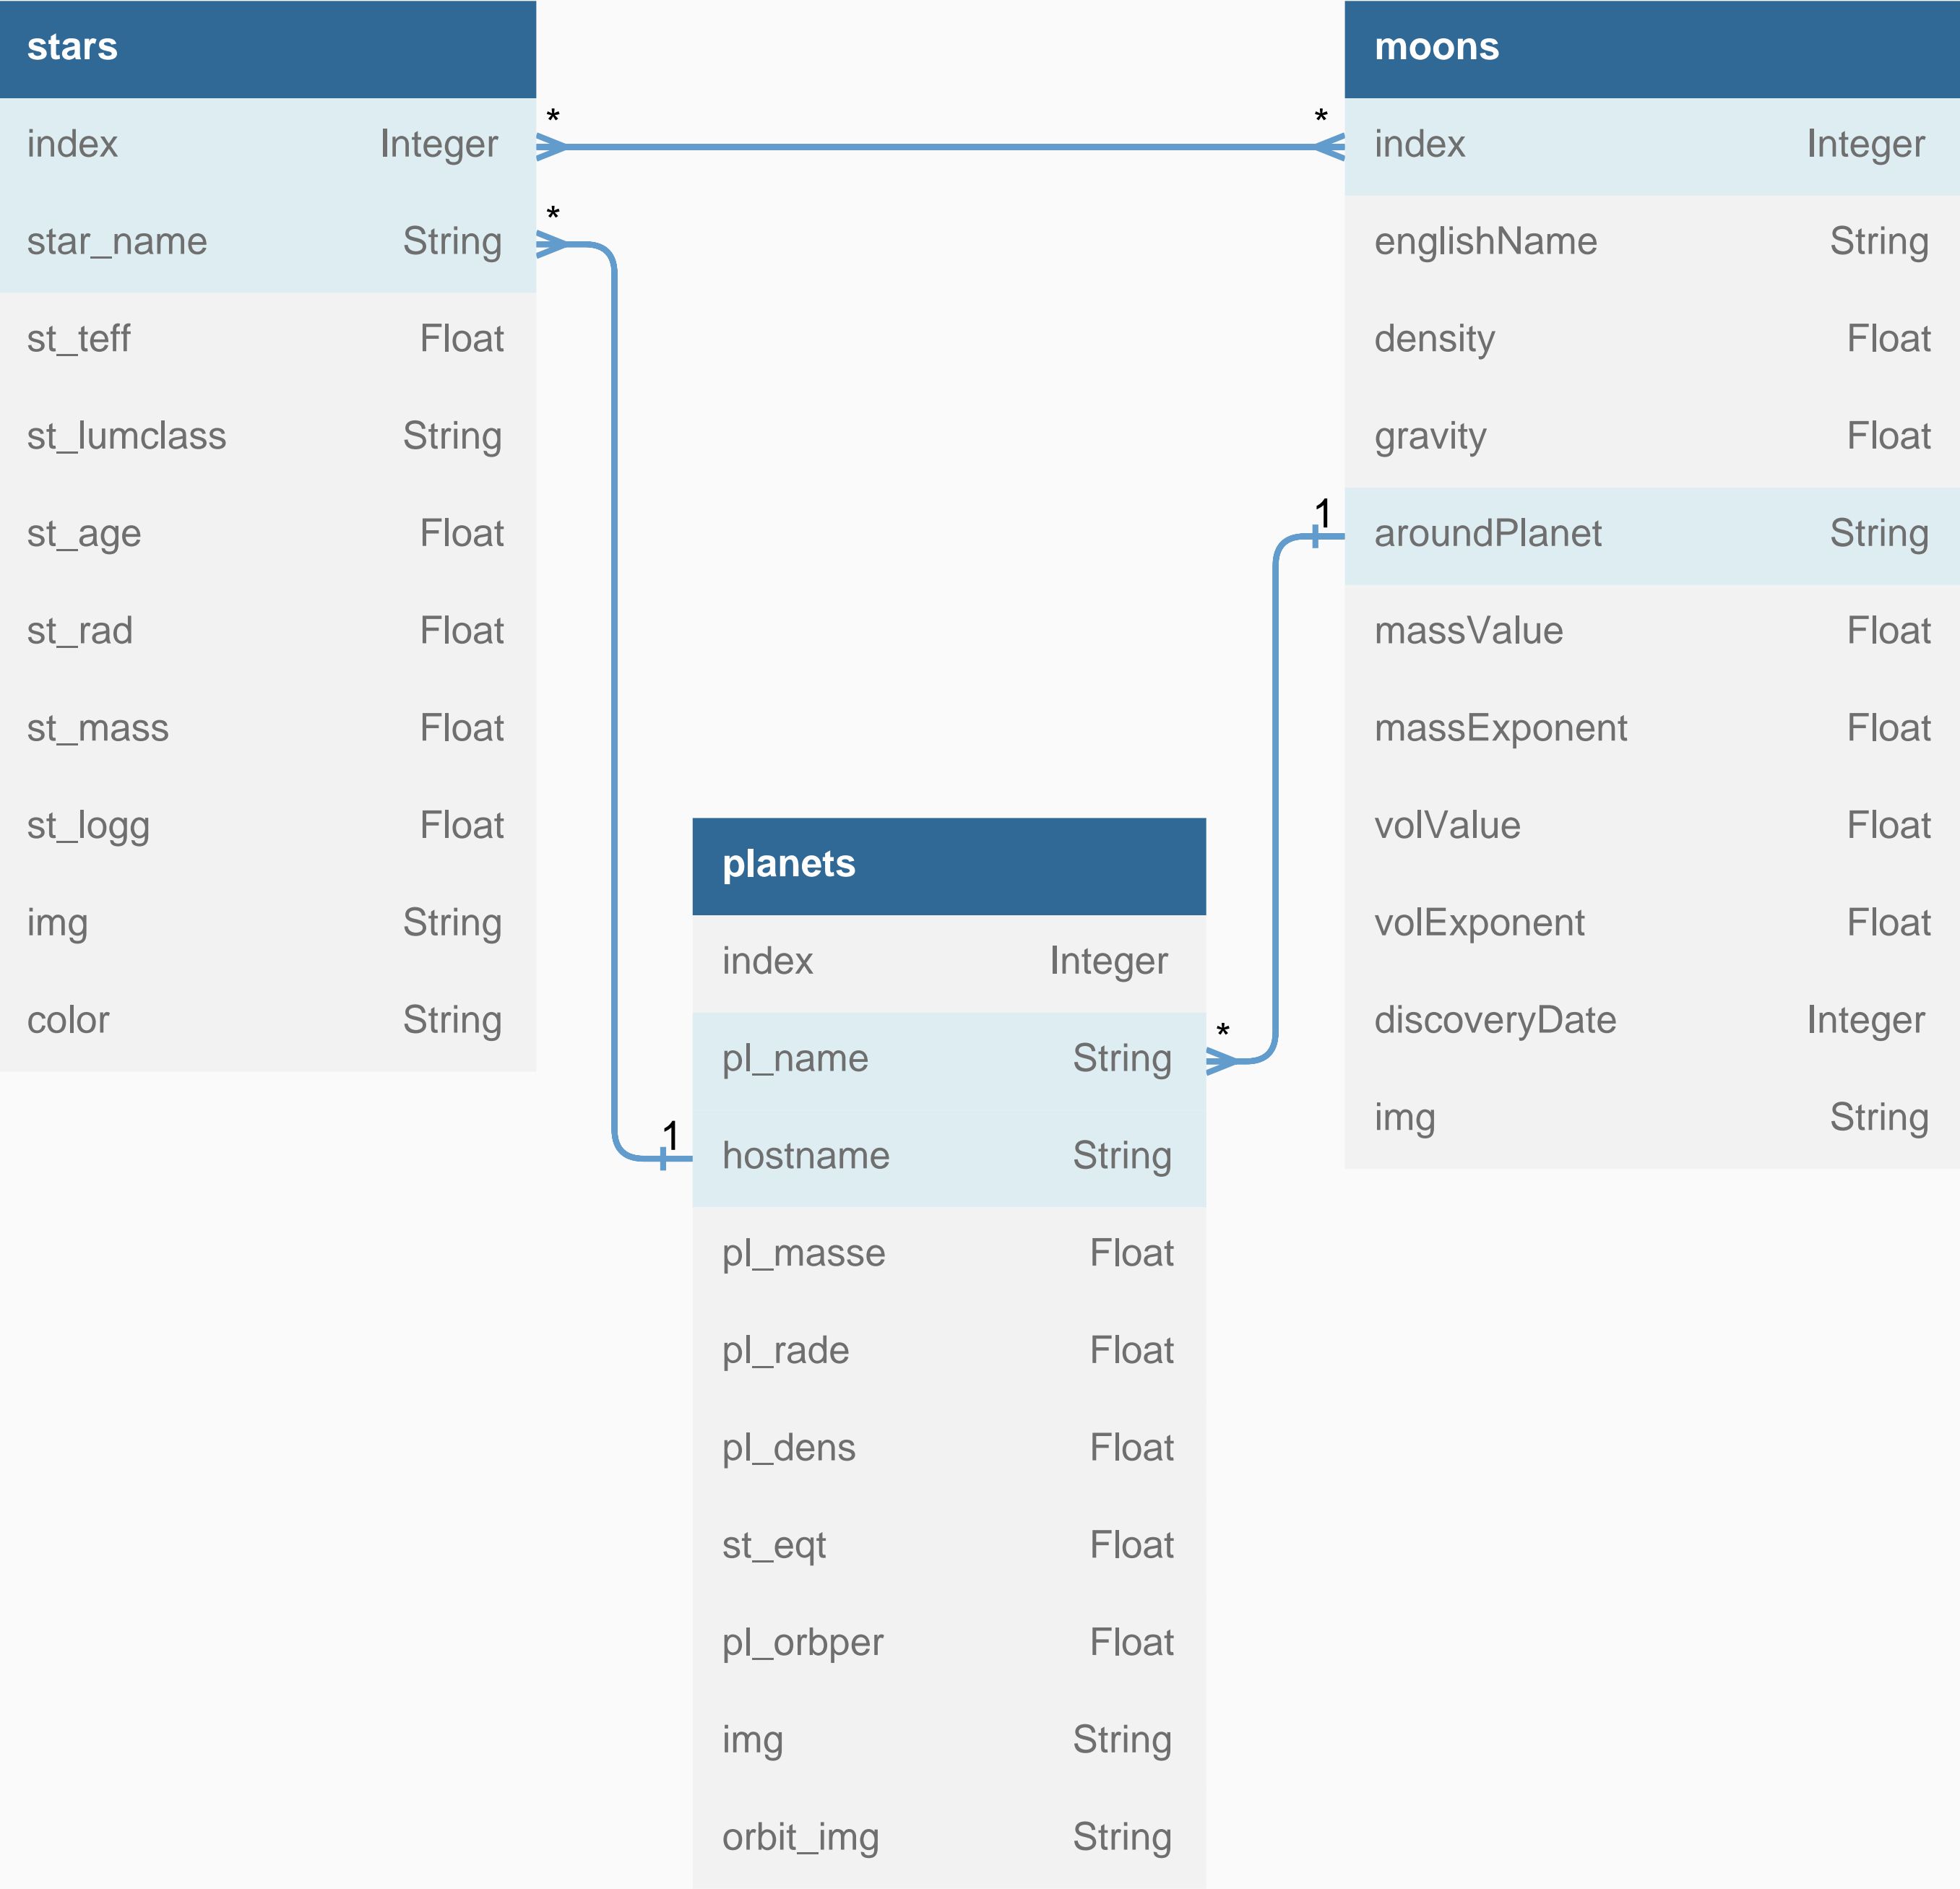 stars
index Integer
star_name String
st_teff Float
st_lumclass String
st_age Float
st_rad Float
st_mass Float
st_logg Float
img String
color String
*
*
*
1
1
*
moons
index Integer
englishName String
density Float
gravity Float
aroundPlanet String
massValue Float
massExponent Float
volValue Float
volExponent Float
discoveryDate Integer
img String
planets
index Integer
pl_name String
hostname String
pl_masse Float
pl_rade Float
pl_dens Float
st_eqt Float
pl_orbper Float
img String
orbit_img String